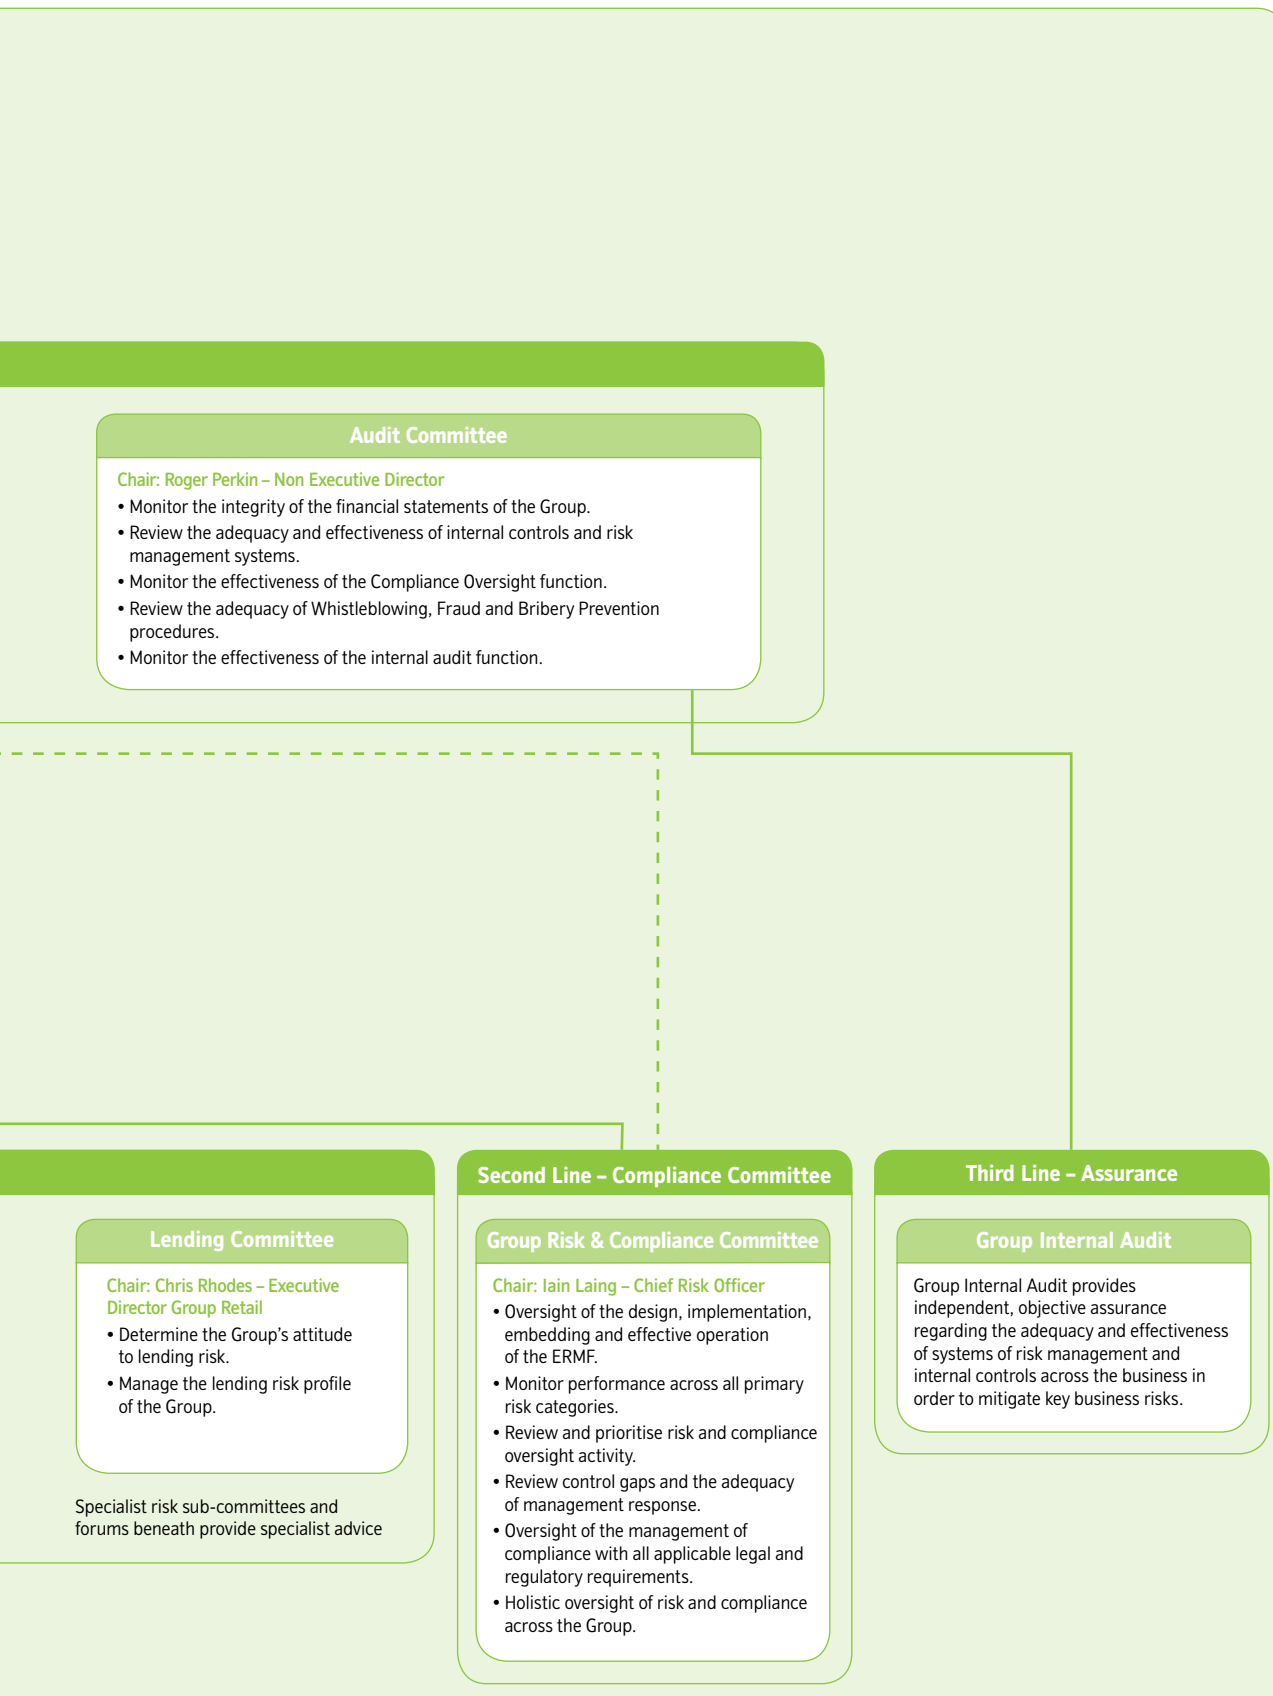 Audit Committee
Chair: Roger Perkin – Non Executive Director
• Monitor the integrity of the financial statements of the Group.
• Review the adequacy and effectiveness of internal controls and risk
management systems.
• Monitor the effectiveness of the Compliance Oversight function.
• Review the adequacy of Whistleblowing, Fraud and Bribery Prevention
procedures.
• Monitor the effectiveness of the internal audit function.
Lending Committee
Chair: Chris Rhodes – Executive
Director Group Retail
• Determine the Group’s attitude
to lending risk.
• Manage the lending risk profile
of the Group.
Specialist risk sub-committees and
forums beneath provide specialist advice
Second Line – Compliance Committee
Group Risk & Compliance Committee
Chair: Iain Laing – Chief Risk Officer
• Oversight of the design, implementation,
embedding and effective operation
of the ERMF.
• Monitor performance across all primary
risk categories.
• Review and prioritise risk and compliance
oversight activity.
• Review control gaps and the adequacy
of management response.
• Oversight of the management of
compliance with all applicable legal and
regulatory requirements.
• Holistic oversight of risk and compliance
across the Group.
Third Line – Assurance
Group Internal Audit
Group Internal Audit provides
independent, objective assurance
regarding the adequacy and effectiveness
of systems of risk management and
internal controls across the business in
order to mitigate key business risks.